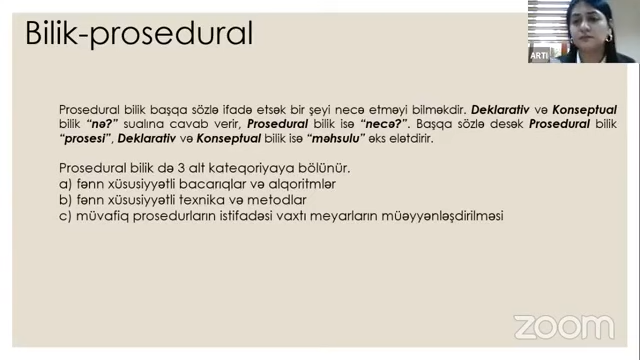 Bilik-prosedural
ARTI
Prosedural bilik başqa sözlə ifadə etsək bir şeyi necə etməyi bilməkdir. Deklarativ və Konseptual
bilik “nə?” sualına cavab verir, Prosedural bilik isə “necə?”. Başqa sözlə desək Prosedural bilik
“prosesi”, Deklarativ və Konseptual bilik isə “məhsulu” əks elətdirir.
Prosedural bilik də 3 alt kateqoriyaya bölünür.
a) fənn xüsusiyyətli bacarıqlar və alqoritmlər
b) fənn xüsusiyyətli texnika və metodlar
c) müvafiq prosedurların istifadəsi vaxtı meyarların müəyyənləşdirilməsi
zoom